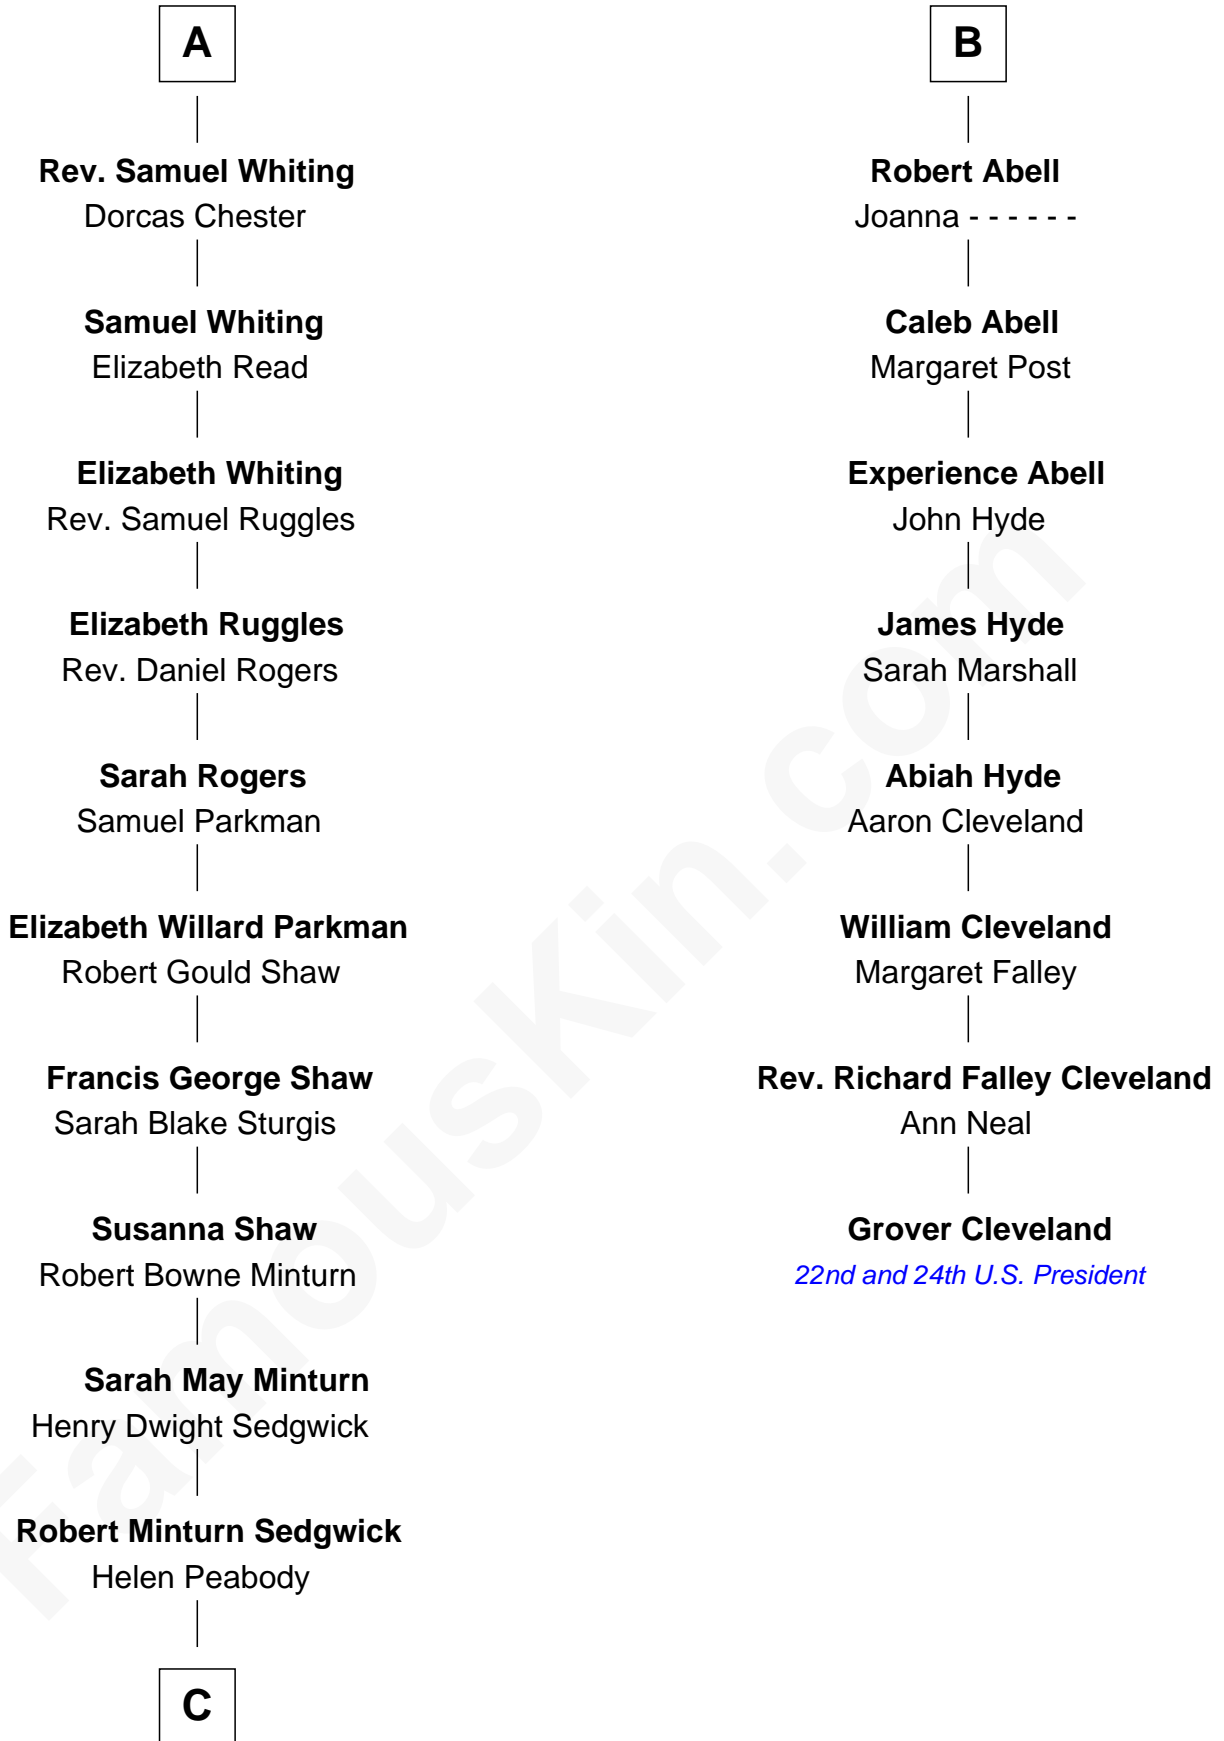 A
Rev. Samuel Whiting
Dorcas Chester
Samuel Whiting
Elizabeth Read
Elizabeth Whiting
Rev. Samuel Ruggles
Elizabeth Ruggles
Rev. Daniel Rogers
Sarah Rogers
Samuel Parkman
Elizabeth Willard Parkman
Robert Gould Shaw
Francis George Shaw
Sarah Blake Sturgis
Susanna Shaw
Robert Bowne Minturn
Sarah May Minturn
Henry Dwight Sedgwick
Robert Minturn Sedgwick
Helen Peabody
C
B
Robert Abell
Joanna - - - - - -
Caleb Abell
Margaret Post
Experience Abell
John Hyde
James Hyde
Sarah Marshall
Abiah Hyde
Aaron Cleveland
William Cleveland
Margaret Falley
Rev. Richard Falley Cleveland
Ann Neal
Grover Cleveland
22nd and 24th U.S. President
FamousKin.com